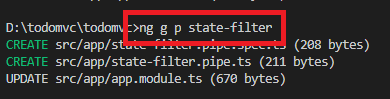 D:\todomvc\todomvc>ng g p state-filter
CREATE src/app/state-filter.pipe.spec.ts (208 bytes)
CREATE src/app/state-filter.pipe.ts (211 bytes)
UPDATE src/app/app.module.ts (670 bytes)